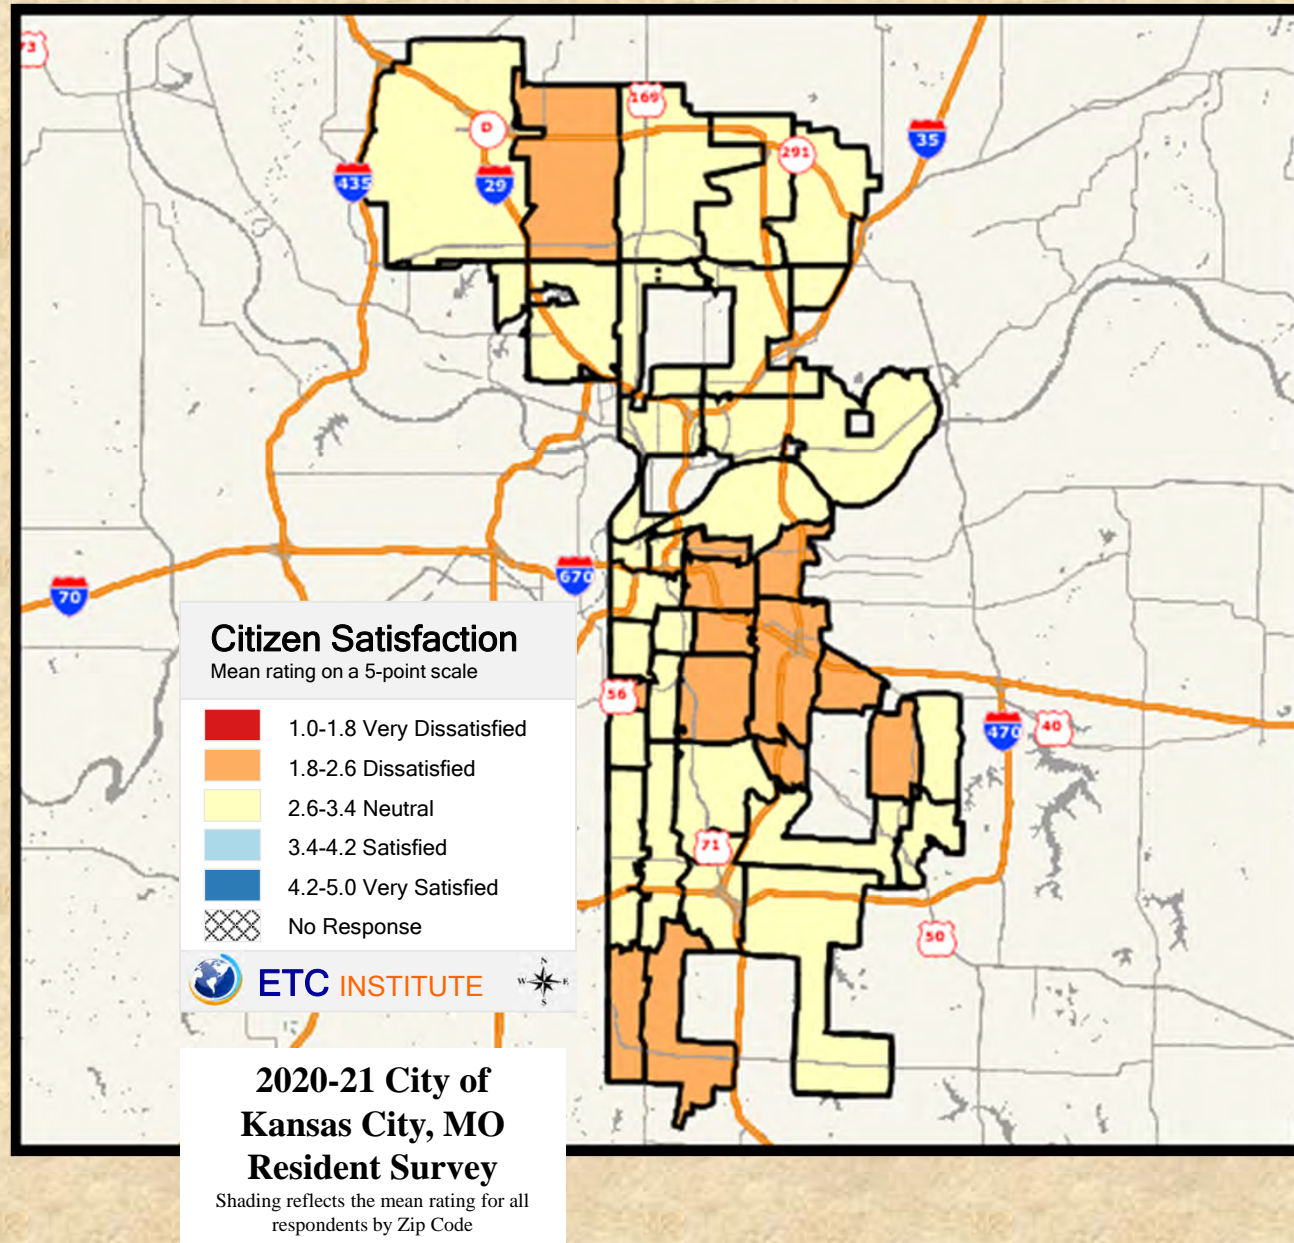 73
169
D
291
35
435
29
70
670
56
470
40
71
50
Citizen Satisfaction
Mean rating on a 5-point scale
1.0-1.8 Very Dissatisfied
1.8-2.6 Dissatisfied
2.6-3.4 Neutral
3.4-4.2 Satisfied
4.2-5.0 Very Satisfied
No Response
ETC INSTITUTE
N
W E
S
2020-21 City of
Kansas City, MO
Resident Survey
Shading reflects the mean rating for all
respondents by Zip Code